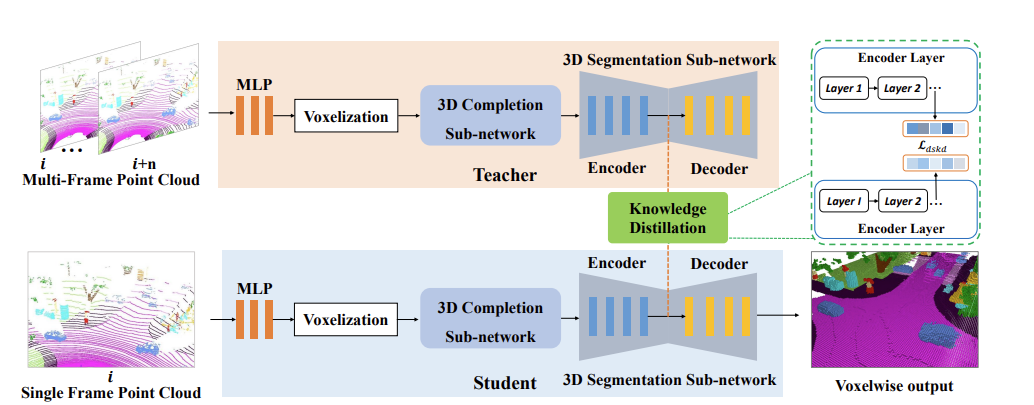 3D Segmentation Sub-network
MLP
Voxelization
3D Completion
Sub-network
Encoder
Decoder
Teacher
i
...
i+n
Multi-Frame Point Cloud
Encoder Layer
Layer 1
Layer 2
...
ℒdskd
Layer l
Layer 2
...
Encoder Layer
Knowledge
Distillation
MLP
Voxelization
3D Completion
Sub-network
Encoder
Decoder
3D Segmentation Sub-network
Student
i
Single Frame Point Cloud
Voxelwise output